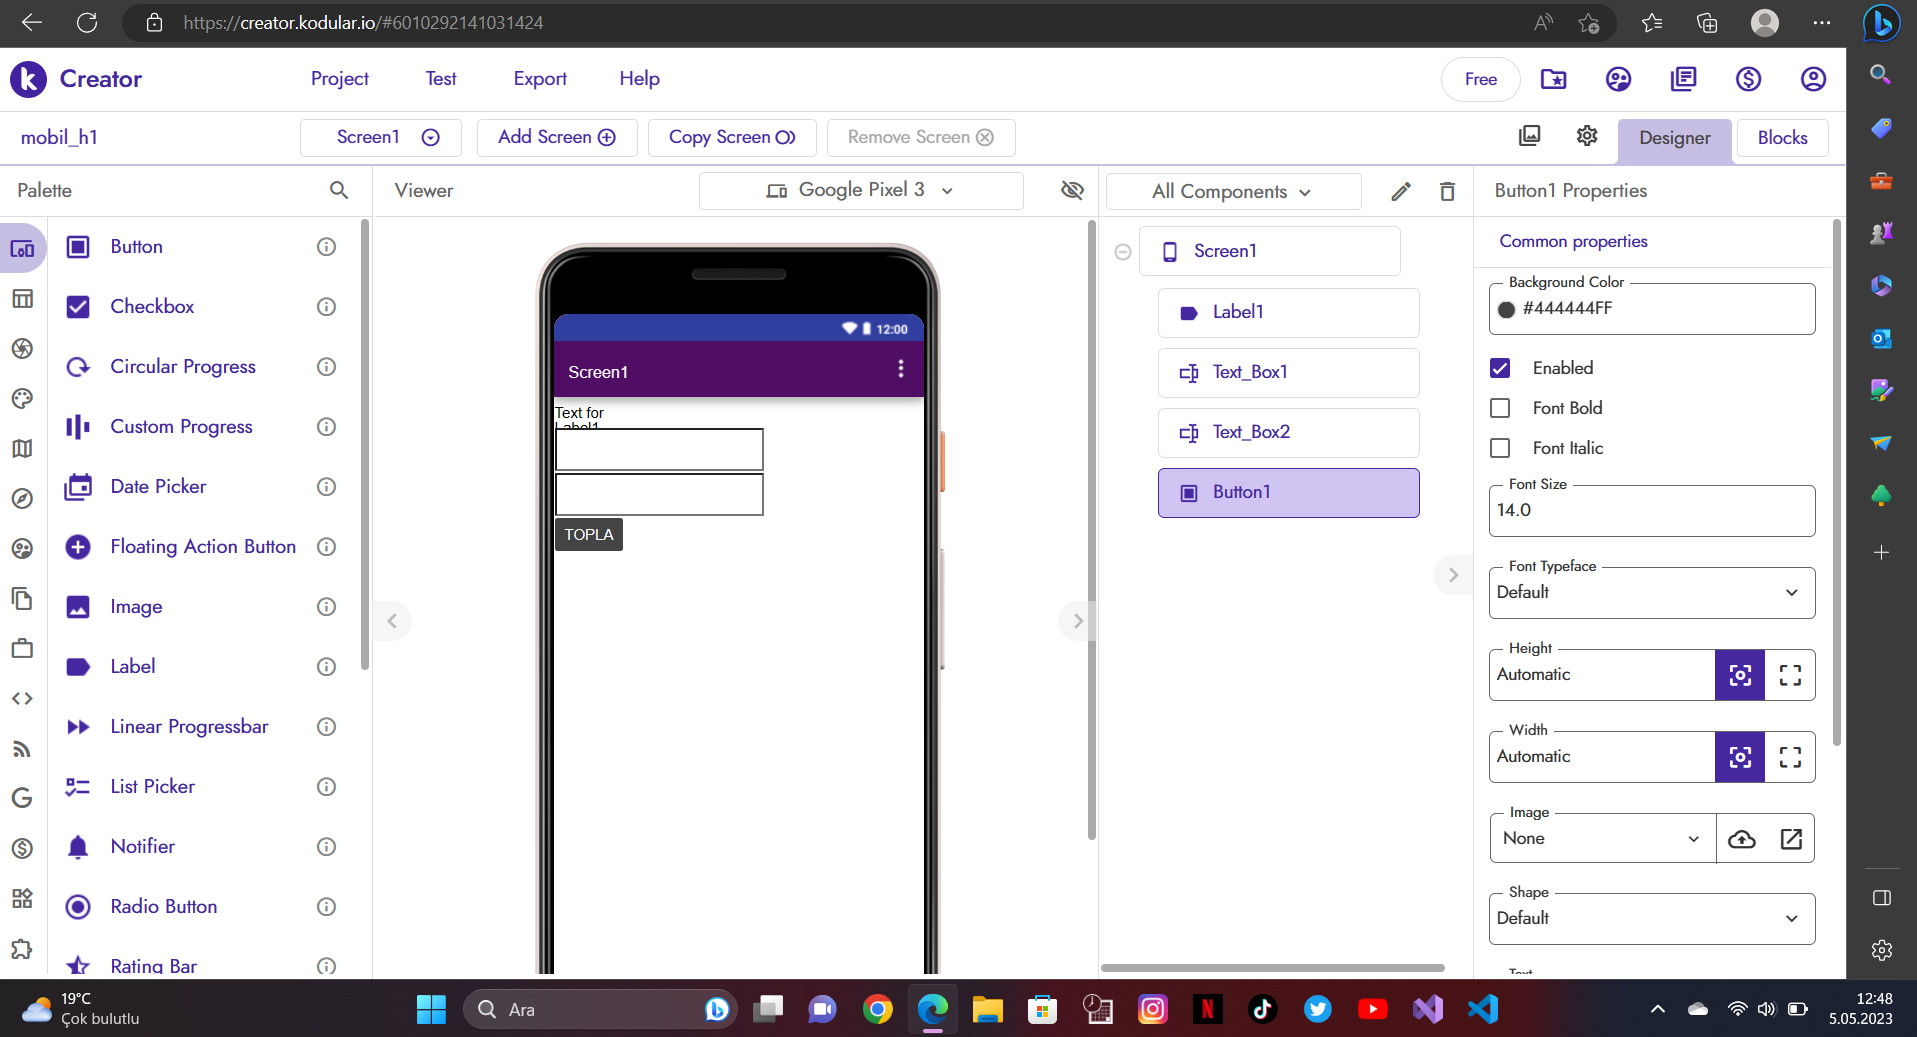 https://creator.kodular.io/#6010292141031424
Creator
Project
Test
Export
Help
Free
mobil_h1
Screen1
Add Screen
Copy Screen
Remove Screen
Designer
Blocks
Palette
Viewer
Google Pixel 3
All Components
Button1 Properties
Button
Checkbox
Circular Progress
Custom Progress
Date Picker
Floating Action Button
Image
Label
Linear Progressbar
List Picker
Notifier
Radio Button
Rating Bar
12:00
Screen1
Text for
Label1
TOPLA
Screen1
Label1
Text_Box1
Text_Box2
Button1
Common properties
Background Color
#444444FF
Enabled
Font Bold
Font Italic
Font Size
14.0
Font Typeface
Default
Height
Automatic
Width
Automatic
Image
None
Shape
Default
Text
19°C
Çok bulutlu
Ara
12:48
5.05.2023